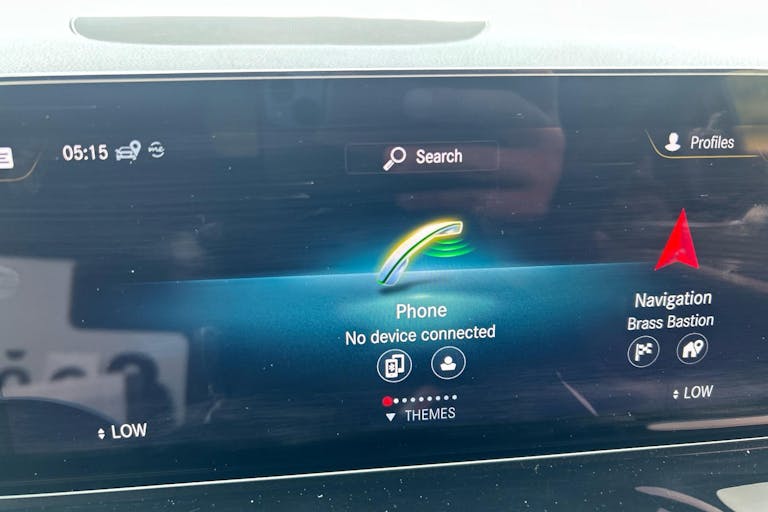 05:15
Search
Profiles
Phone
No device connected
Navigation
Brass Bastion
THEMES
LOW
LOW